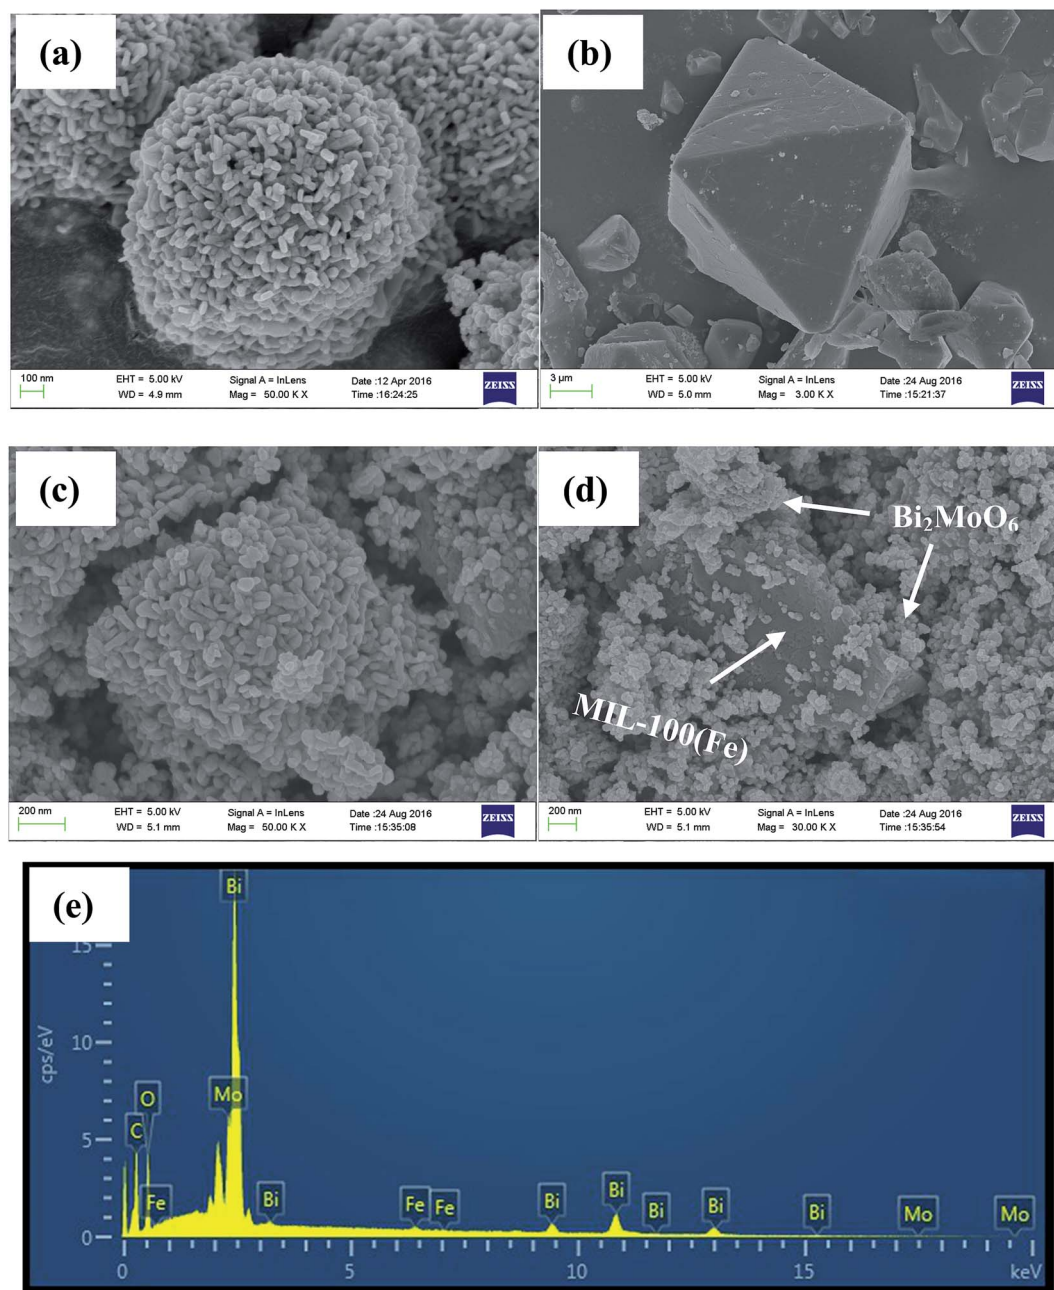 (a)
100 nm
EHT = 5.00 kV
WD = 4.9 mm
Signal A = InLens
Mag = 50.00 K X
Date :12 Apr 2016
Time :16:24:25
ZEISS
(b)
3 µm
EHT = 5.00 kV
WD = 5.0 mm
Signal A = InLens
Mag = 3.00 K X
Date :24 Aug 2016
Time :15:21:37
ZEISS
(c)
200 nm
EHT = 5.00 kV
WD = 5.1 mm
Signal A = InLens
Mag = 50.00 K X
Date :24 Aug 2016
Time :15:35:08
ZEISS
(d)
Bi₂MoO₆
MIL-100(Fe)
200 nm
EHT = 5.00 kV
WD = 5.1 mm
Signal A = InLens
Mag = 30.00 K X
Date :24 Aug 2016
Time :15:35:54
ZEISS
(e)
Bi
15
10
cps/eV
O
Mo
C
5
Fe
Bi
Fe
Fe
Bi
Bi
Bi
Bi
Bi
Mo
Mo
0
0
5
10
15
keV